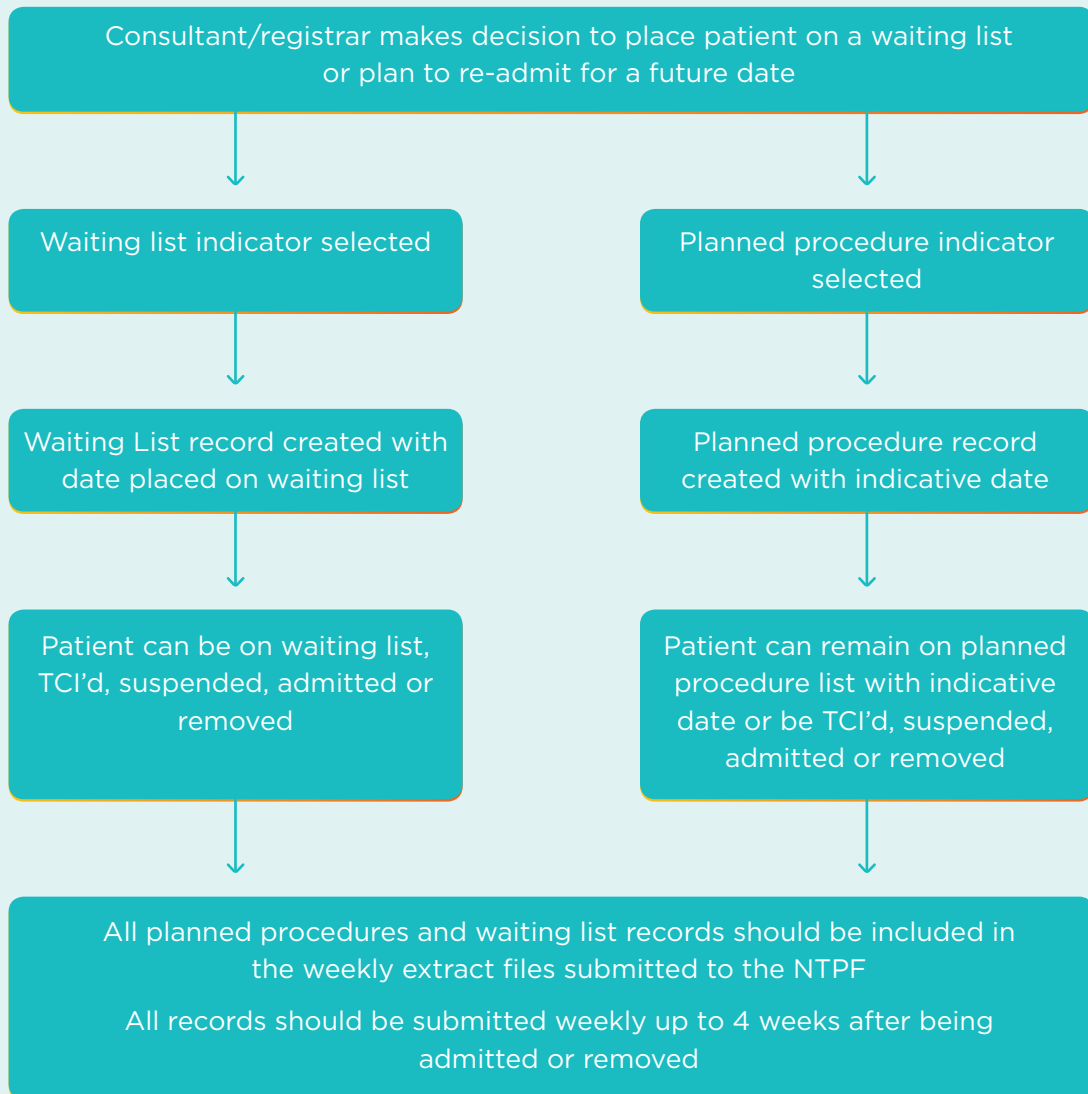 Consultant/registrar makes decision to place patient on a waiting list
or plan to re-admit for a future date
Waiting list indicator selected
Planned procedure indicator
selected
Waiting List record created with
date placed on waiting list
Planned procedure record
created with indicative date
Patient can be on waiting list,
TCI’d, suspended, admitted or
removed
Patient can remain on planned
procedure list with indicative
date or be TCI’d, suspended,
admitted or removed
All planned procedures and waiting list records should be included in
the weekly extract files submitted to the NTPF
All records should be submitted weekly up to 4 weeks after being
admitted or removed